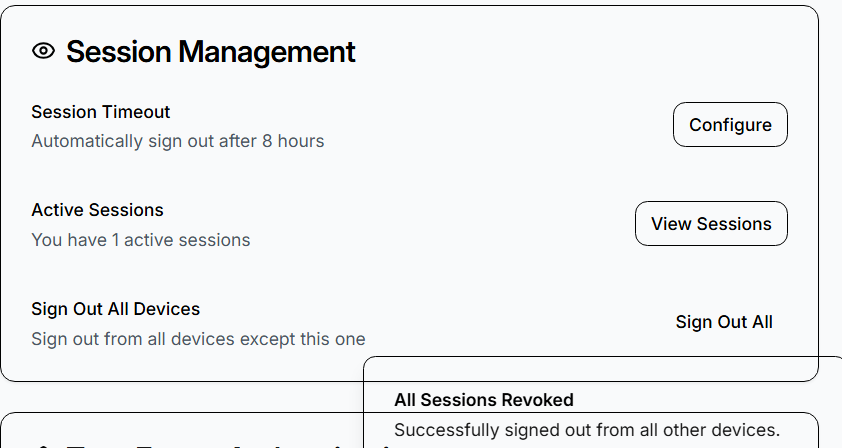 Session Management
Session Timeout
Automatically sign out after 8 hours
Configure
Active Sessions
You have 1 active sessions
View Sessions
Sign Out All Devices
Sign out from all devices except this one
Sign Out All
All Sessions Revoked
Successfully signed out from all other devices.